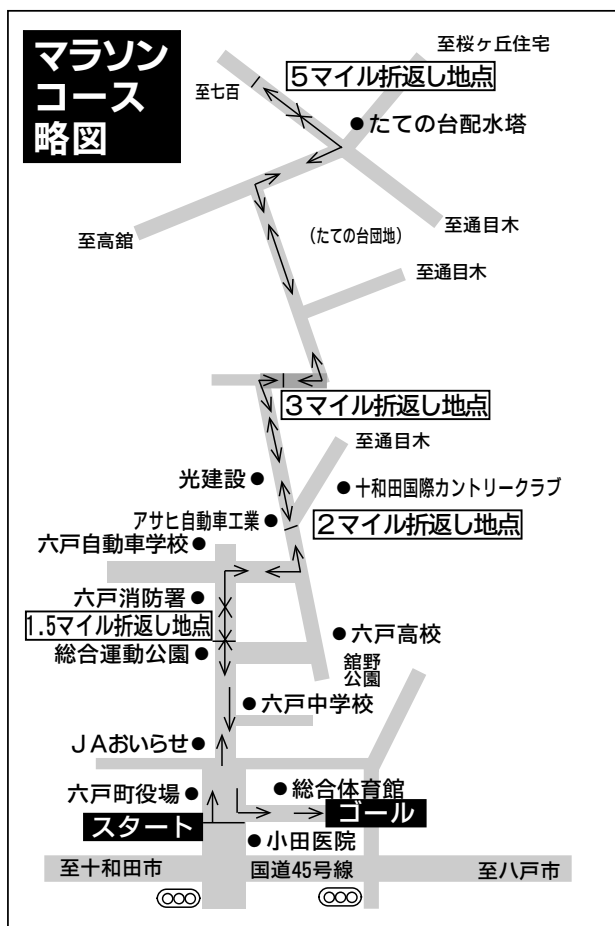 マラソン
コース
略図
至桜ヶ丘住宅
5マイル折返し地点
至七百
●たての台配水塔
至通目木
至高舘
（たての台団地）
至通目木
3マイル折返し地点
至通目木
光建設●
●十和田国際カントリークラブ
アサヒ自動車工業●
2マイル折返し地点
六戸自動車学校●
六戸消防署●
1.5マイル折返し地点
●六戸高校
総合運動公園●
舘野
公園
●六戸中学校
JAおいらせ●
●総合体育館
六戸町役場●
ゴール
スタート
●小田医院
至十和田市
国道45号線
至八戸市